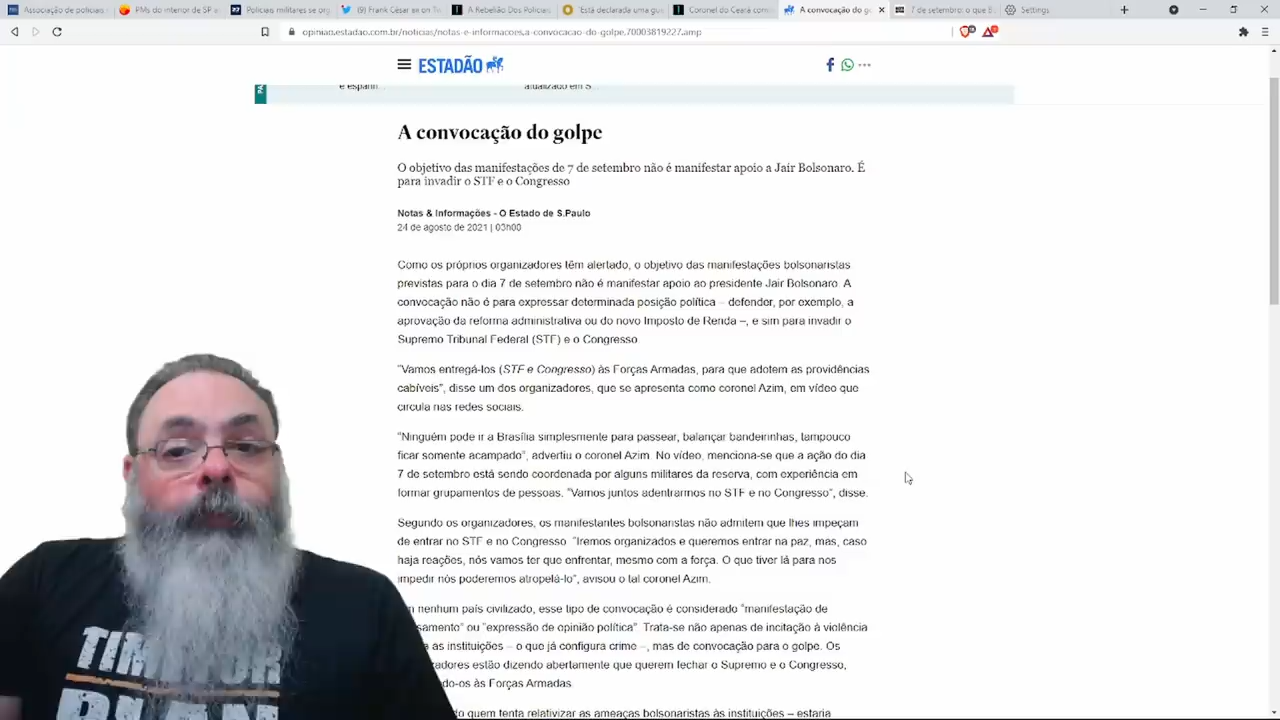 Associação de policiais
PMs do interior de SP
Policiais militares se org
(9) Frank César ex on Tw
A Rebelião Dos Policiais
"Está declarada uma gue
Coronel do Ceará com
A convocação do go
7 de setembro: o que B
Settings
opiniao.estadao.com.br/noticias/notas-e-informacoes,a-convocacao-do-golpe,70003819227.amp
ESTADÃO
e espanh...
atualizado em S...
A convocação do golpe
O objetivo das manifestações de 7 de setembro não é manifestar apoio a Jair Bolsonaro. É
para invadir o STF e o Congresso
Notas & Informações - O Estado de S.Paulo
24 de agosto de 2021 | 03h00
Como os próprios organizadores têm alertado, o objetivo das manifestações bolsonaristas
previstas para o dia 7 de setembro não é manifestar apoio ao presidente Jair Bolsonaro. A
convocação não é para expressar determinada posição política – defender, por exemplo, a
aprovação da reforma administrativa ou do novo Imposto de Renda –, e sim para invadir o
Supremo Tribunal Federal (STF) e o Congresso.
"Vamos entregá-los (STF e Congresso) às Forças Armadas, para que adotem as providências
cabíveis", disse um dos organizadores, que se apresenta como coronel Azim, em vídeo que
circula nas redes sociais.
"Ninguém pode ir a Brasília simplesmente para passear, balançar bandeirinhas, tampouco
ficar somente acampado", advertiu o coronel Azim. No vídeo, menciona-se que a ação do dia
7 de setembro está sendo coordenada por alguns militares da reserva, com experiência em
formar grupamentos de pessoas. "Vamos juntos adentrarmos no STF e no Congresso", disse.
Segundo os organizadores, os manifestantes bolsonaristas não admitem que lhes impeçam
de entrar no STF e no Congresso. "Iremos organizados e queremos entrar na paz, mas, caso
haja reações, nós vamos ter que enfrentar, mesmo com a força. O que tiver lá para nos
impedir nós poderemos atropelá-lo", avisou o tal coronel Azim.
m nenhum país civilizado, esse tipo de convocação é considerado "manifestação de
samento" ou "expressão de opinião política". Trata-se não apenas de incitação à violência
a as instituições – o que já configura crime –, mas de convocação para o golpe. Os
zadores estão dizendo abertamente que querem fechar o Supremo e o Congresso,
do-os às Forças Armadas.
do quem tenta relativizar as ameaças bolsonaristas às instituições – estaria